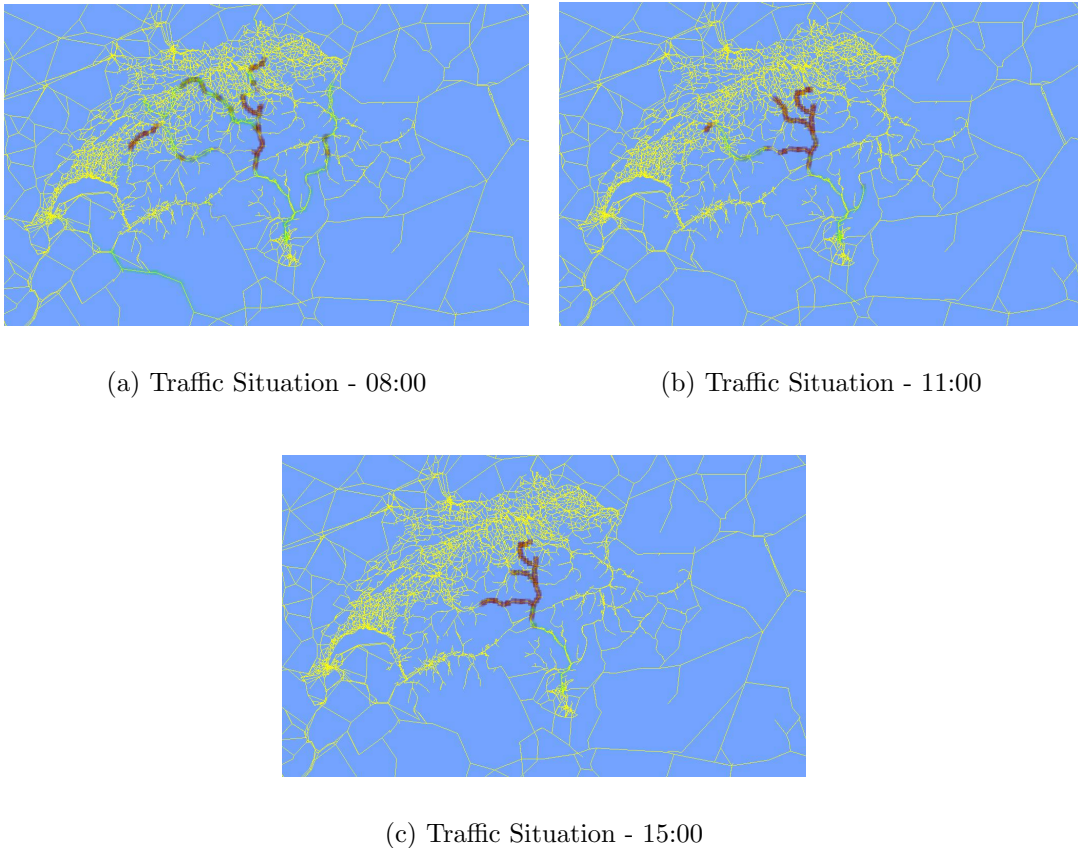 (a) Traffic Situation - 08:00
(b) Traffic Situation - 11:00
(c) Traffic Situation - 15:00